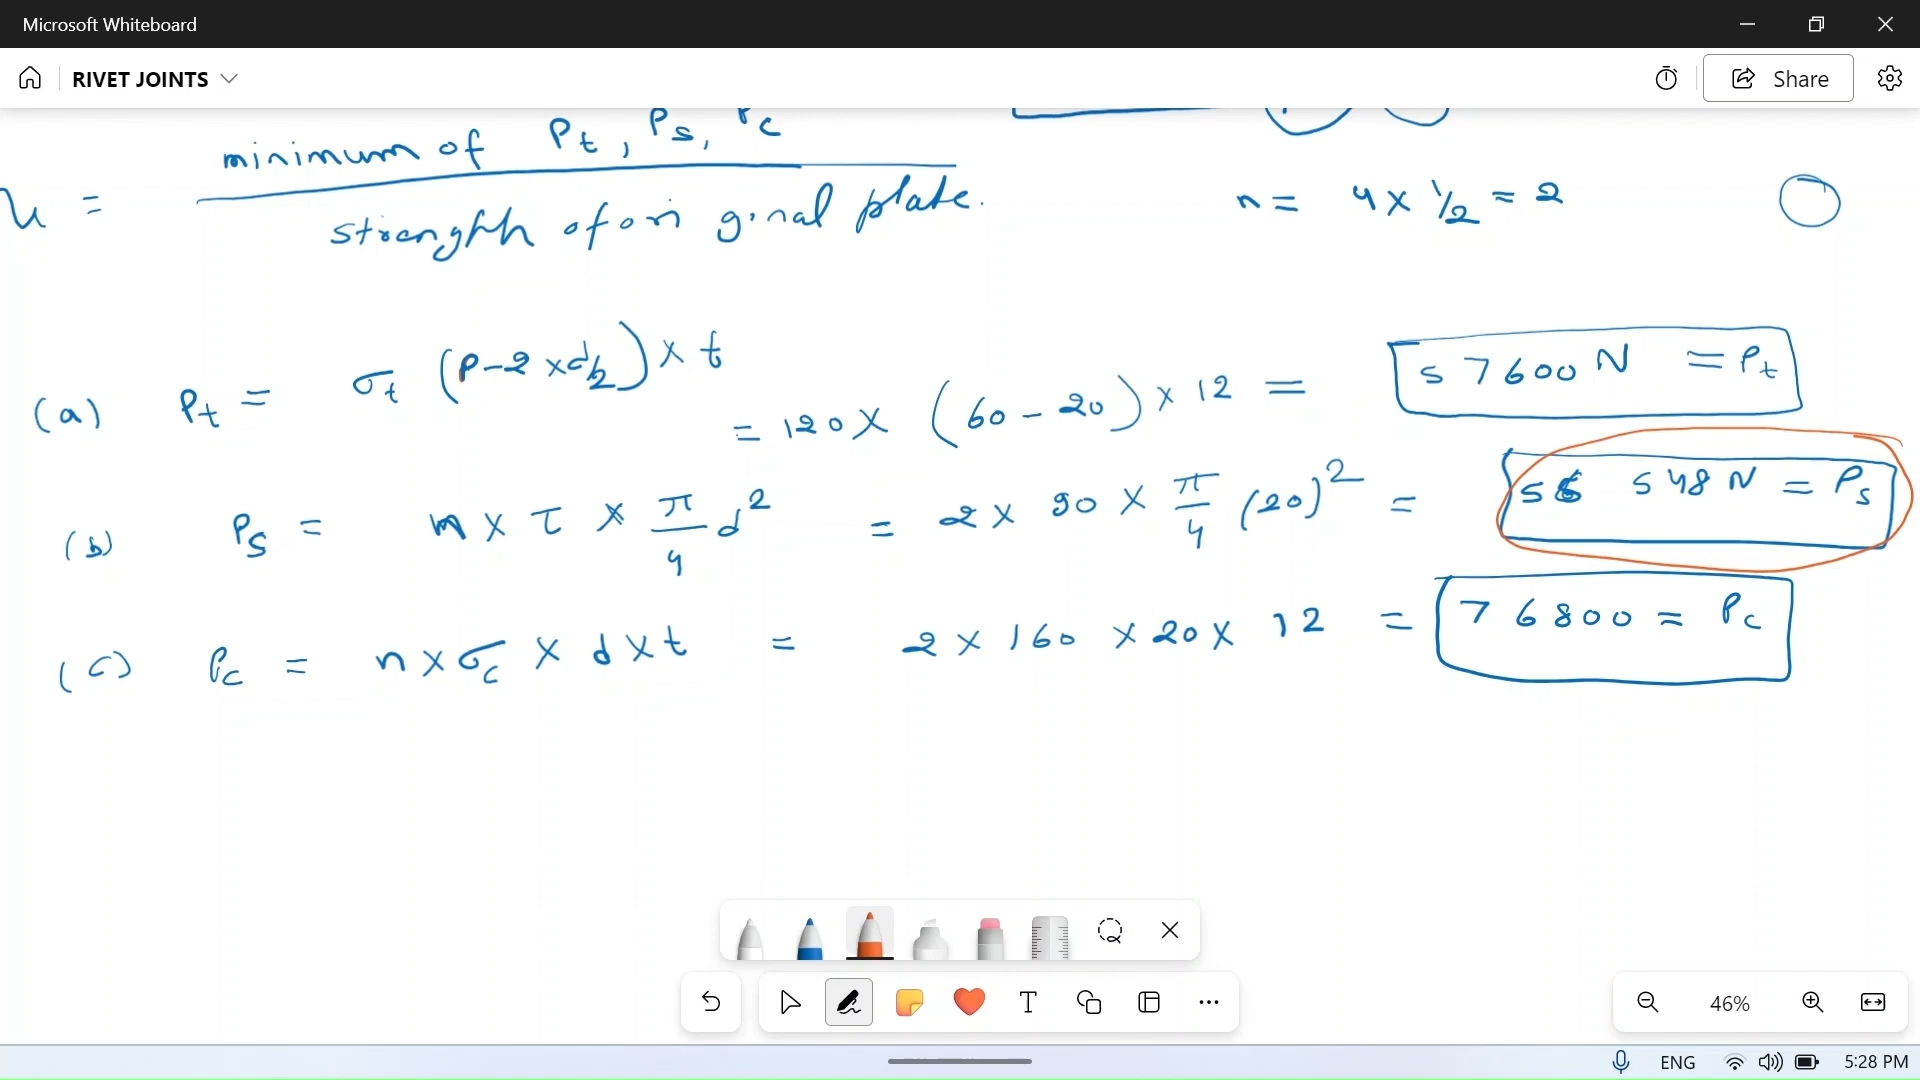 Microsoft Whiteboard
RIVET JOINTS
Share
minimum of Pt, Ps, Pc
η =
strength of original plate.
n = 4 × 1/2 = 2
(a) Pt = σt (P-2 × d/2) × t
= 120 × (60 - 20) × 12 = 57600 N = Pt
(b) Ps = n × τ × π/4 d² = 2 × 90 × π/4 (20)² = 56 548 N = Ps
(c) Pc = n × σc × d × t = 2 × 160 × 20 × 12 = 76800 = Pc
46%
ENG 5:28 PM